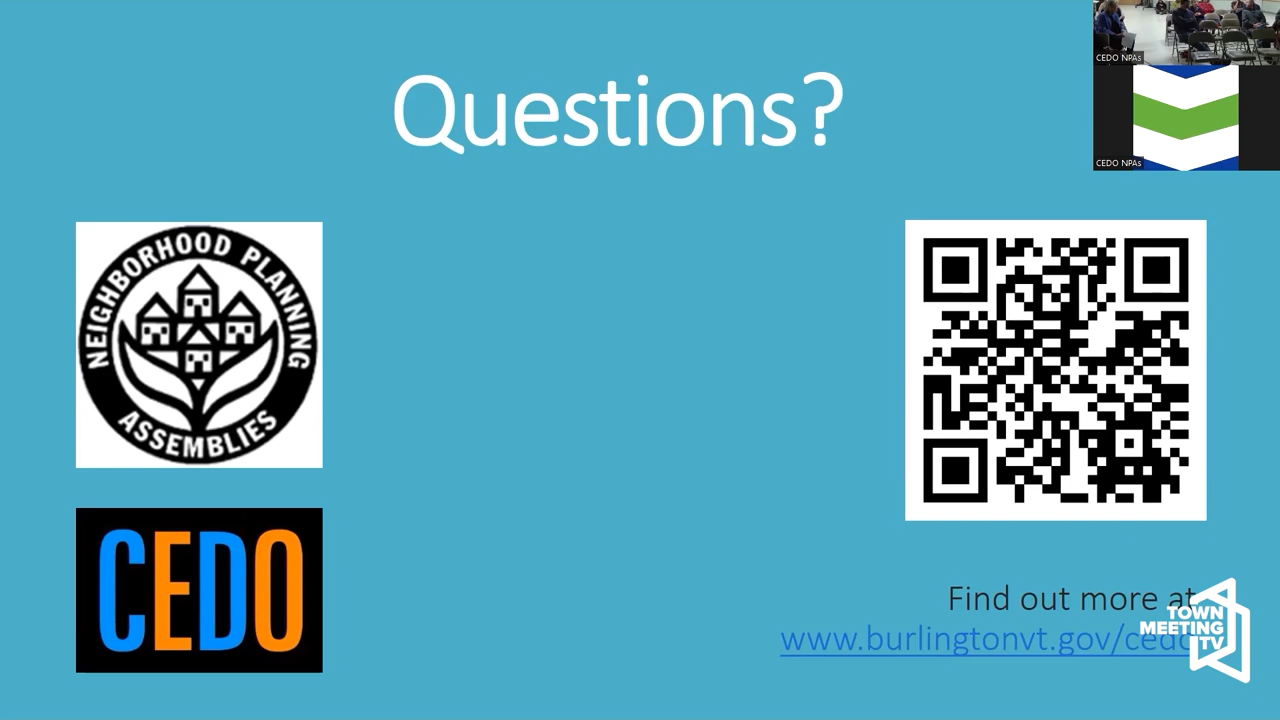 Questions?
CEDO NPAs
CEDO NPAs
NEIGHBORHOOD PLANNING
ASSEMBLIES
CEDO
Find out more at
www.burlingtonvt.gov/cedo
TOWN
MEETING
TV